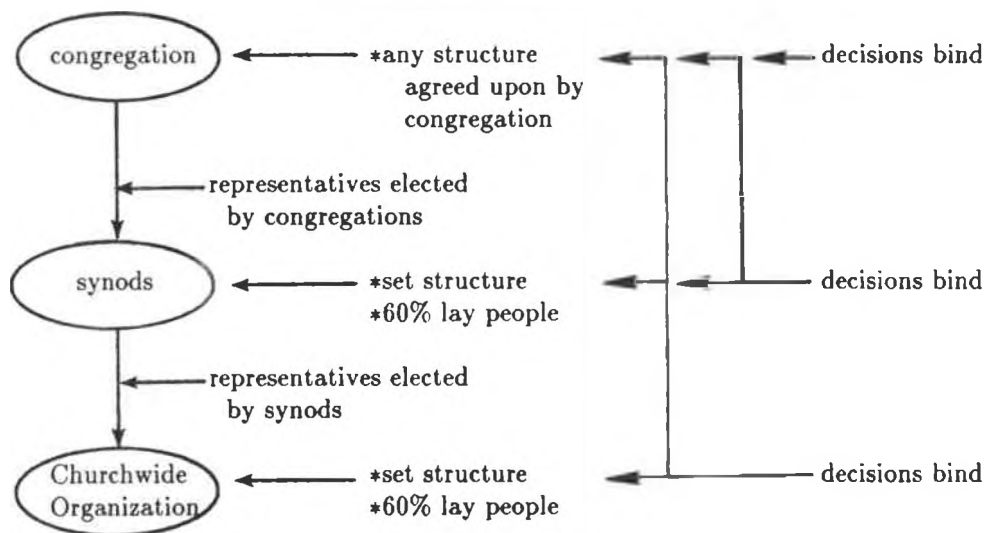 congregation
*any structure
agreed upon by
congregation
decisions bind
representatives elected
by congregations
synods
*set structure
*60% lay people
decisions bind
representatives elected
by synods
Churchwide
Organization
*set structure
*60% lay people
decisions bind